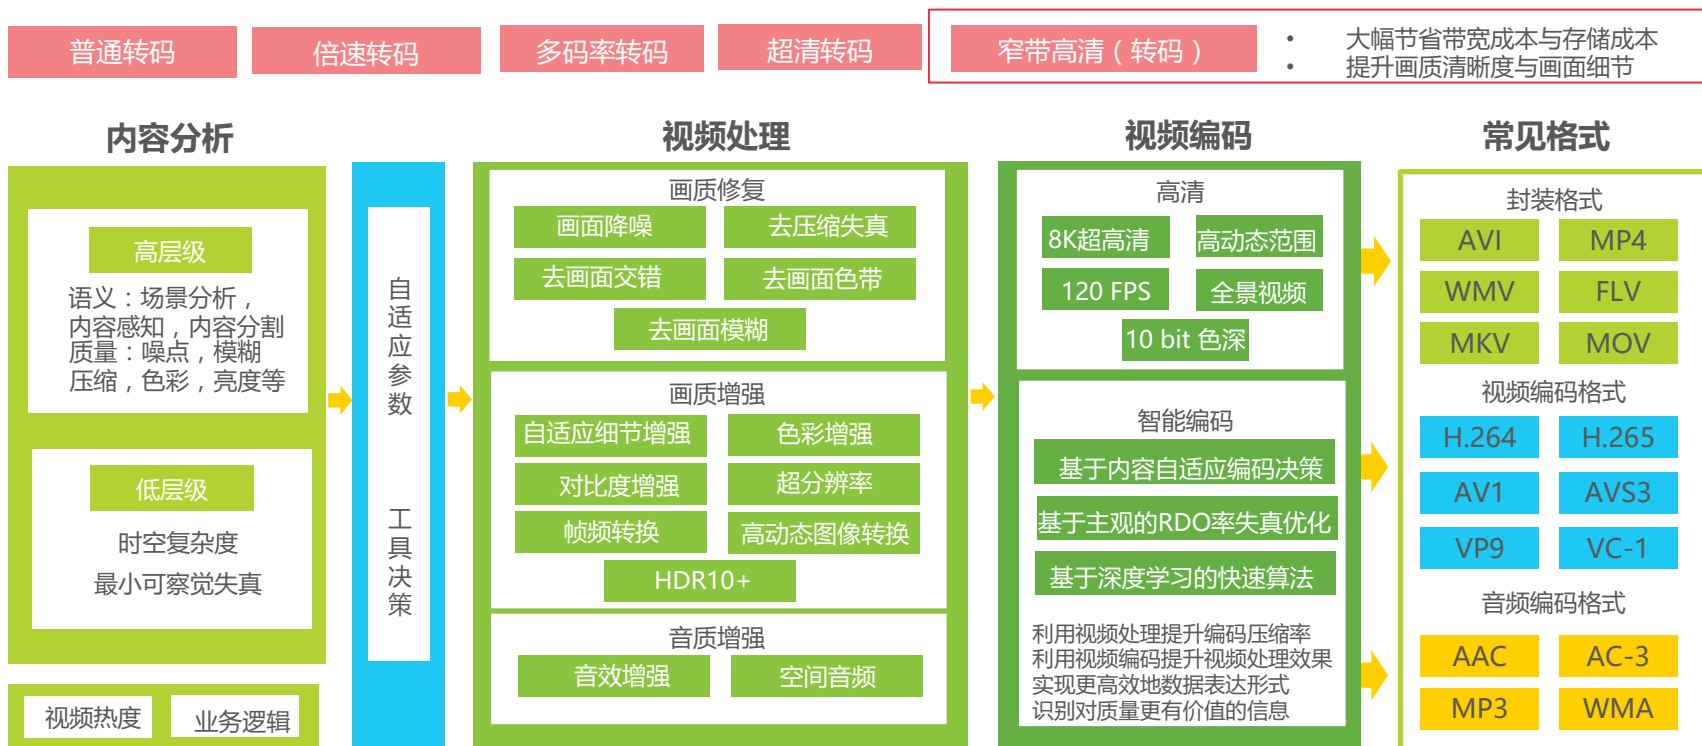 普通转码
倍速转码
多码率转码
超清转码
窄带高清（转码）
• 大幅节省带宽成本与存储成本
• 提升画质清晰度与画面细节
内容分析
高层级
语义：场景分析，
内容感知，内容分割
质量：噪点，模糊
压缩，色彩，亮度等
低层级
时空复杂度
最小可察觉失真
视频热度
业务逻辑
自适应参数
工具决策
视频处理
画质修复
画面降噪
去压缩失真
去画面交错
去画面色带
去画面模糊
画质增强
自适应细节增强
色彩增强
对比度增强
超分辨率
帧频转换
高动态图像转换
HDR10+
音质增强
音效增强
空间音频
视频编码
高清
8K超高清
高动态范围
120 FPS
全景视频
10 bit 色深
智能编码
基于内容自适应编码决策
基于主观的RDO率失真优化
基于深度学习的快速算法
利用视频处理提升编码压缩率
利用视频编码提升视频处理效果
实现更高效地数据表达形式
识别对质量更有价值的信息
常见格式
封装格式
AVI
MP4
WMV
FLV
MKV
MOV
视频编码格式
H.264
H.265
AV1
AVS3
VP9
VC-1
音频编码格式
AAC
AC-3
MP3
WMA